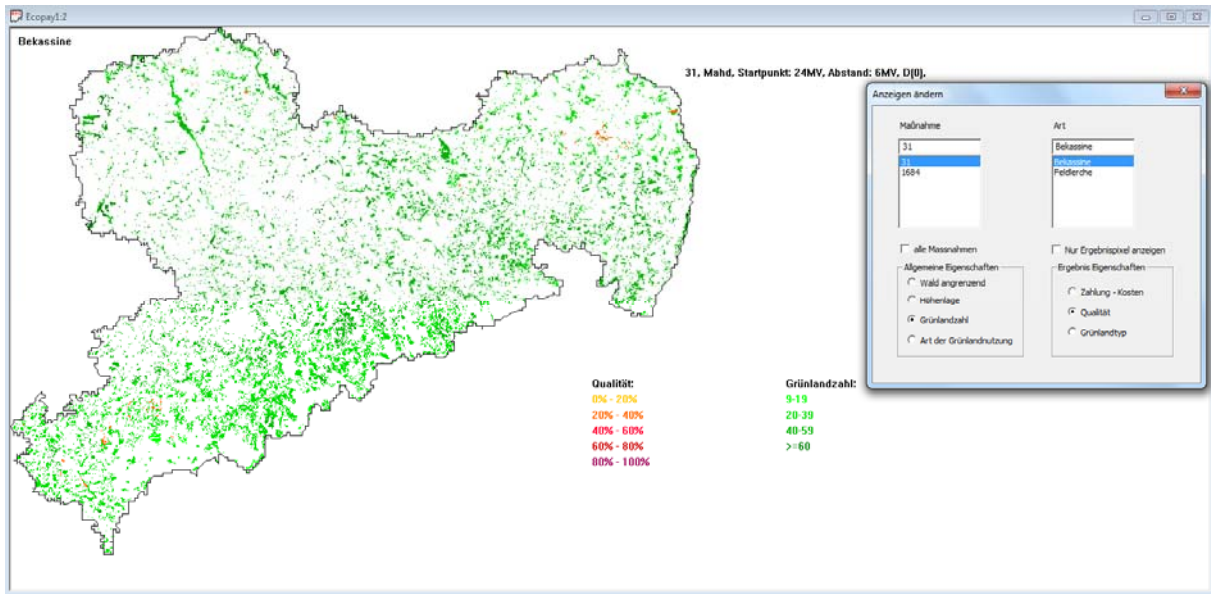 Ecopay1:2
Bekassine
31, Mahd, Startpunkt: 24MV, Abstand: 6MV, D[0],
Anzeigen ändern
Maßnahme
Art
31
Bekassine
31
Bekassine
1684
Feldlerche
alle Massnahmen
Nur Ergebnispixel anzeigen
Allgemeine Eigenschaften
Ergebnis Eigenschaften
Wald angrenzend
Zahlung - Kosten
Höhenlage
Qualität
Grünlandzahl
Grünlandtyp
Art der Grünlandnutzung
Qualität:
Grünlandzahl:
0% - 20%
9-19
20% - 40%
20-39
40% - 60%
40-59
60% - 80%
>=60
80% - 100%